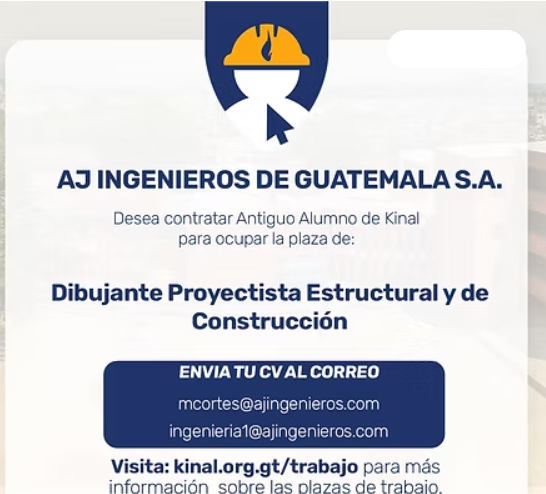 AJ INGENIEROS DE GUATEMALA S.A.
Desea contratar Antiguo Alumno de Kinal
para ocupar la plaza de:
Dibujante Proyectista Estructural y de
Construcción
ENVIA TU CV AL CORREO
mcortes@ajingenieros.com
ingenieria1@ajingenieros.com
Visita: kinal.org.gt/trabajo para más
información sobre las plazas de trabajo.